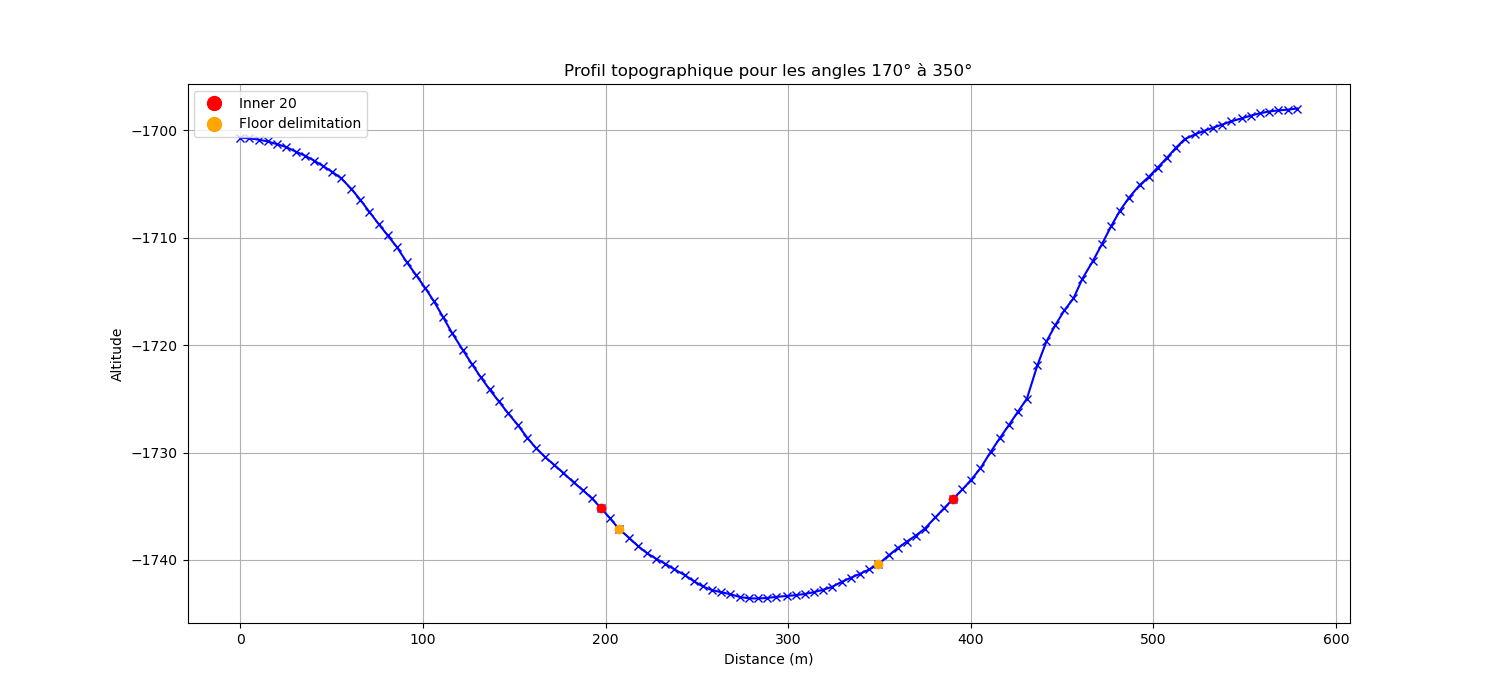 Profil topographique pour les angles 170° à 350°
Inner 20
Floor delimitation
−1700
−1710
−1720
−1730
−1740
Altitude
0 100 200 300 400 500 600
Distance (m)